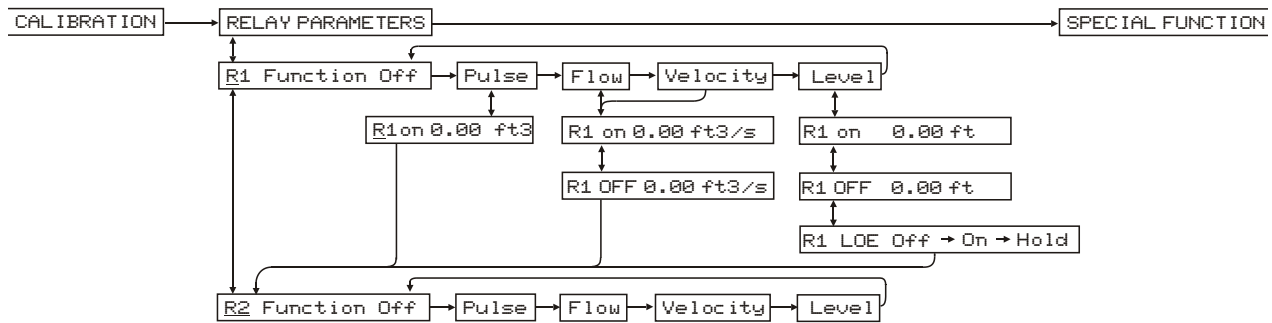 CALIBRATION RELAY PARAMETERS SPECIAL FUNCTION
R1 Function Off Pulse Flow Velocity Level
R1on 0.00 ft3 R1 on 0.00 ft3/s R1 on 0.00 ft
R1 OFF 0.00 ft3/s R1 OFF 0.00 ft
R1 LOE Off → On → Hold
R2 Function Off Pulse Flow Velocity Level